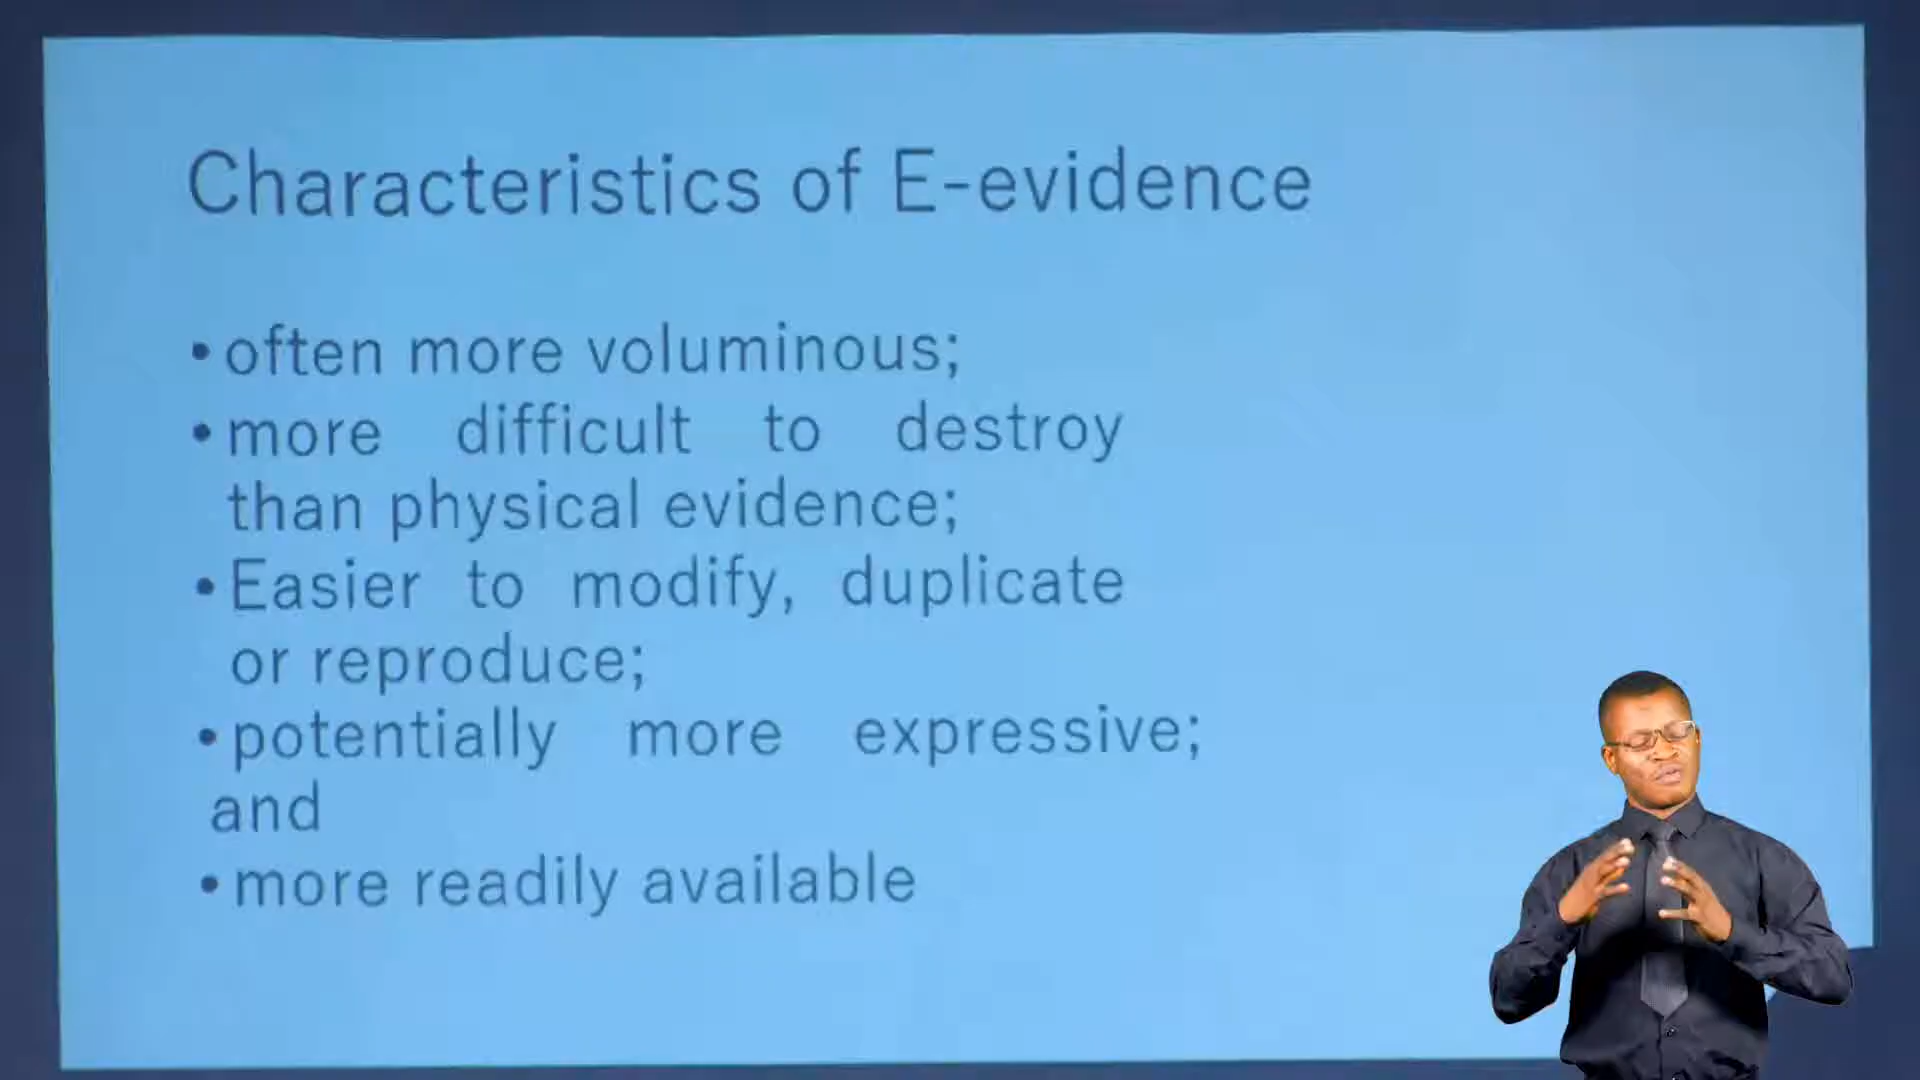 Characteristics of E-evidence
• often more voluminous;
• more difficult to destroy
than physical evidence;
• Easier to modify, duplicate
or reproduce;
• potentially more expressive;
and
• more readily available